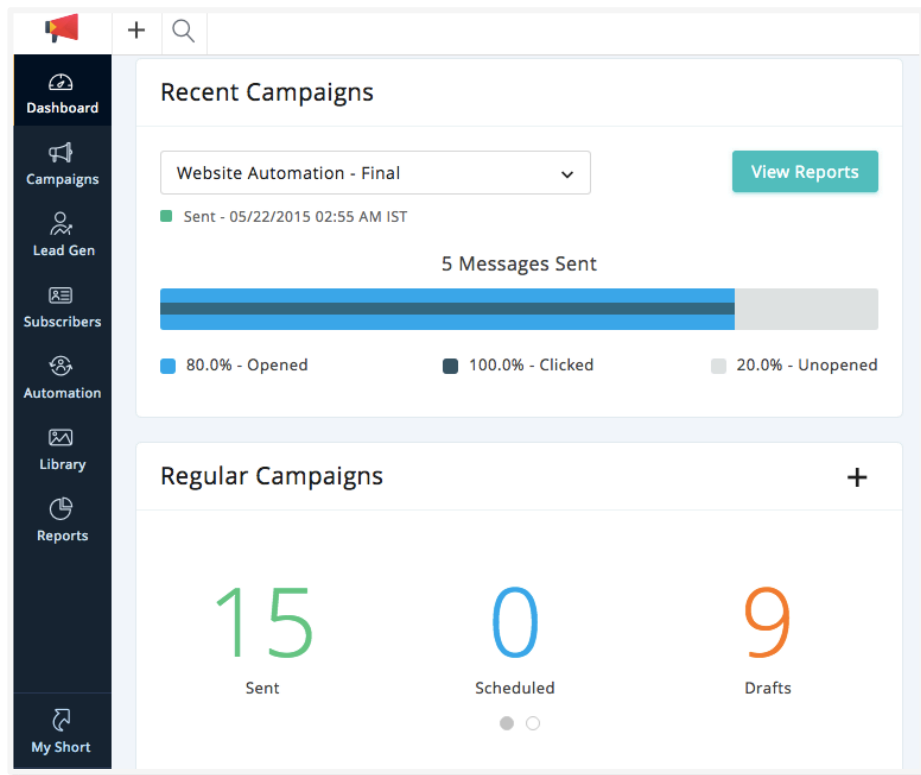 Dashboard
Campaigns
Lead Gen
Subscribers
Automation
Library
Reports
My Short
Recent Campaigns
Website Automation - Final
View Reports
Sent - 05/22/2015 02:55 AM IST
5 Messages Sent
80.0% - Opened
100.0% - Clicked
20.0% - Unopened
Regular Campaigns
15
0
9
Sent
Scheduled
Drafts